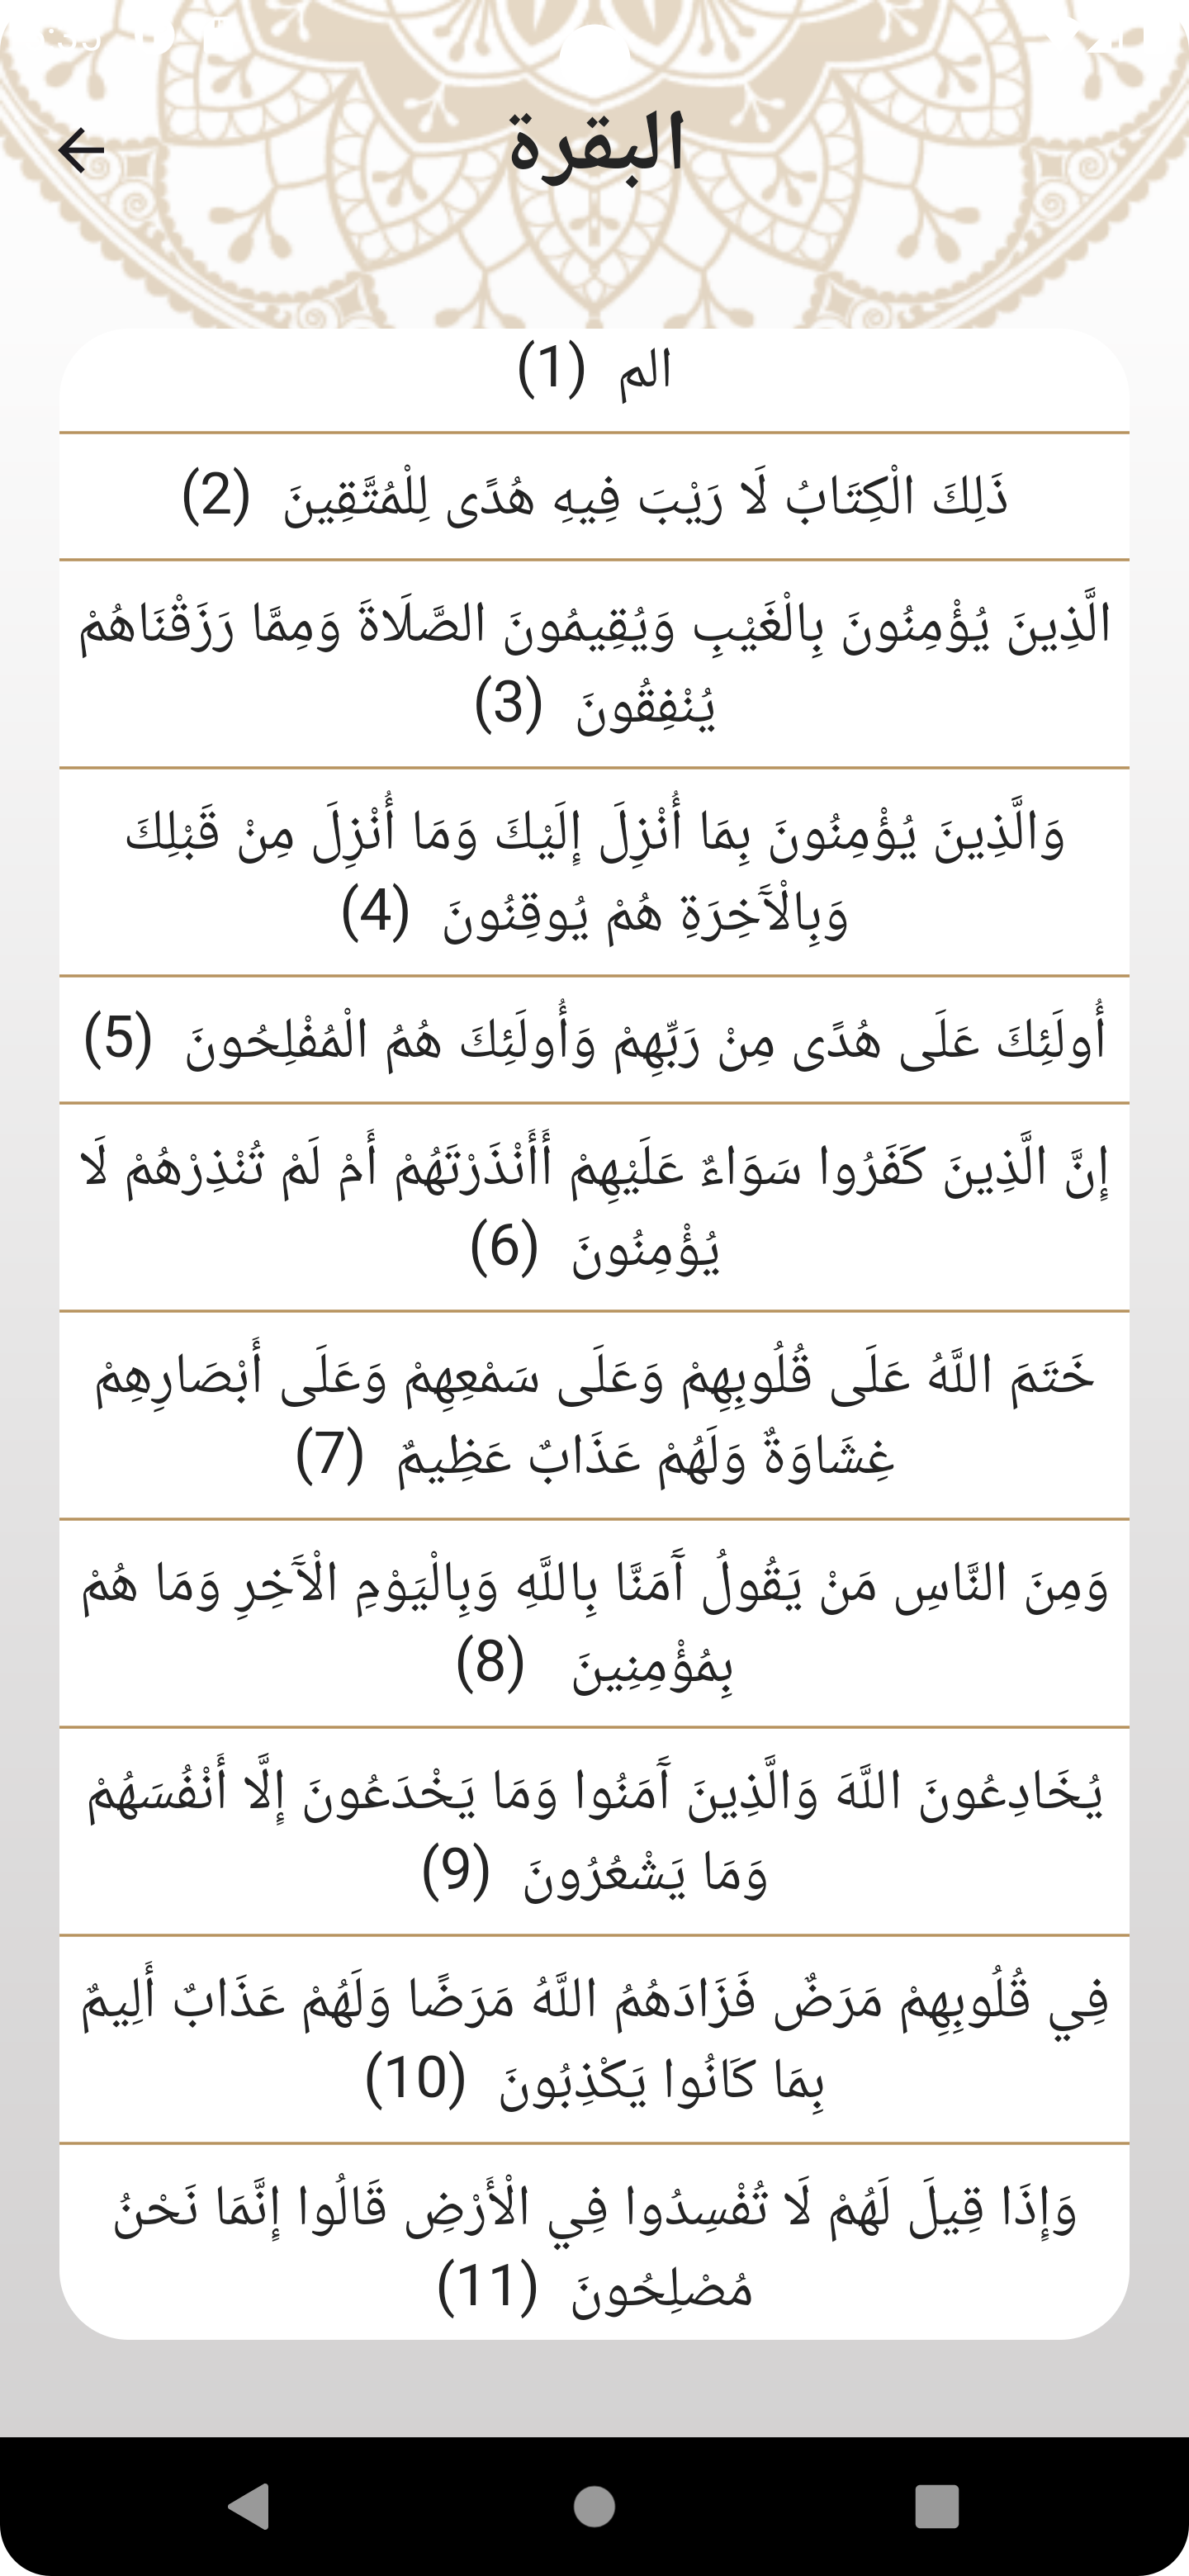 البقرة
الم (1)
ذَلِكَ الْكِتَابُ لَا رَيْبَ فِيهِ هُدًى لِلْمُتَّقِينَ (2)
الَّذِينَ يُؤْمِنُونَ بِالْغَيْبِ وَيُقِيمُونَ الصَّلَاةَ وَمِمَّا رَزَقْنَاهُمْ
يُنْفِقُونَ (3)
وَالَّذِينَ يُؤْمِنُونَ بِمَا أُنْزِلَ إِلَيْكَ وَمَا أُنْزِلَ مِنْ قَبْلِكَ
وَبِالْآَخِرَةِ هُمْ يُوقِنُونَ (4)
أُولَئِكَ عَلَى هُدًى مِنْ رَبِّهِمْ وَأُولَئِكَ هُمُ الْمُفْلِحُونَ (5)
إِنَّ الَّذِينَ كَفَرُوا سَوَاءٌ عَلَيْهِمْ أَأَنْذَرْتَهُمْ أَمْ لَمْ تُنْذِرْهُمْ لَا
يُؤْمِنُونَ (6)
خَتَمَ اللَّهُ عَلَى قُلُوبِهِمْ وَعَلَى سَمْعِهِمْ وَعَلَى أَبْصَارِهِمْ
غِشَاوَةٌ وَلَهُمْ عَذَابٌ عَظِيمٌ (7)
وَمِنَ النَّاسِ مَنْ يَقُولُ آَمَنَّا بِاللَّهِ وَبِالْيَوْمِ الْآَخِرِ وَمَا هُمْ
بِمُؤْمِنِينَ (8)
يُخَادِعُونَ اللَّهَ وَالَّذِينَ آَمَنُوا وَمَا يَخْدَعُونَ إِلَّا أَنْفُسَهُمْ
وَمَا يَشْعُرُونَ (9)
فِي قُلُوبِهِمْ مَرَضٌ فَزَادَهُمُ اللَّهُ مَرَضًا وَلَهُمْ عَذَابٌ أَلِيمٌ
بِمَا كَانُوا يَكْذِبُونَ (10)
وَإِذَا قِيلَ لَهُمْ لَا تُفْسِدُوا فِي الْأَرْضِ قَالُوا إِنَّمَا نَحْنُ
مُصْلِحُونَ (11)